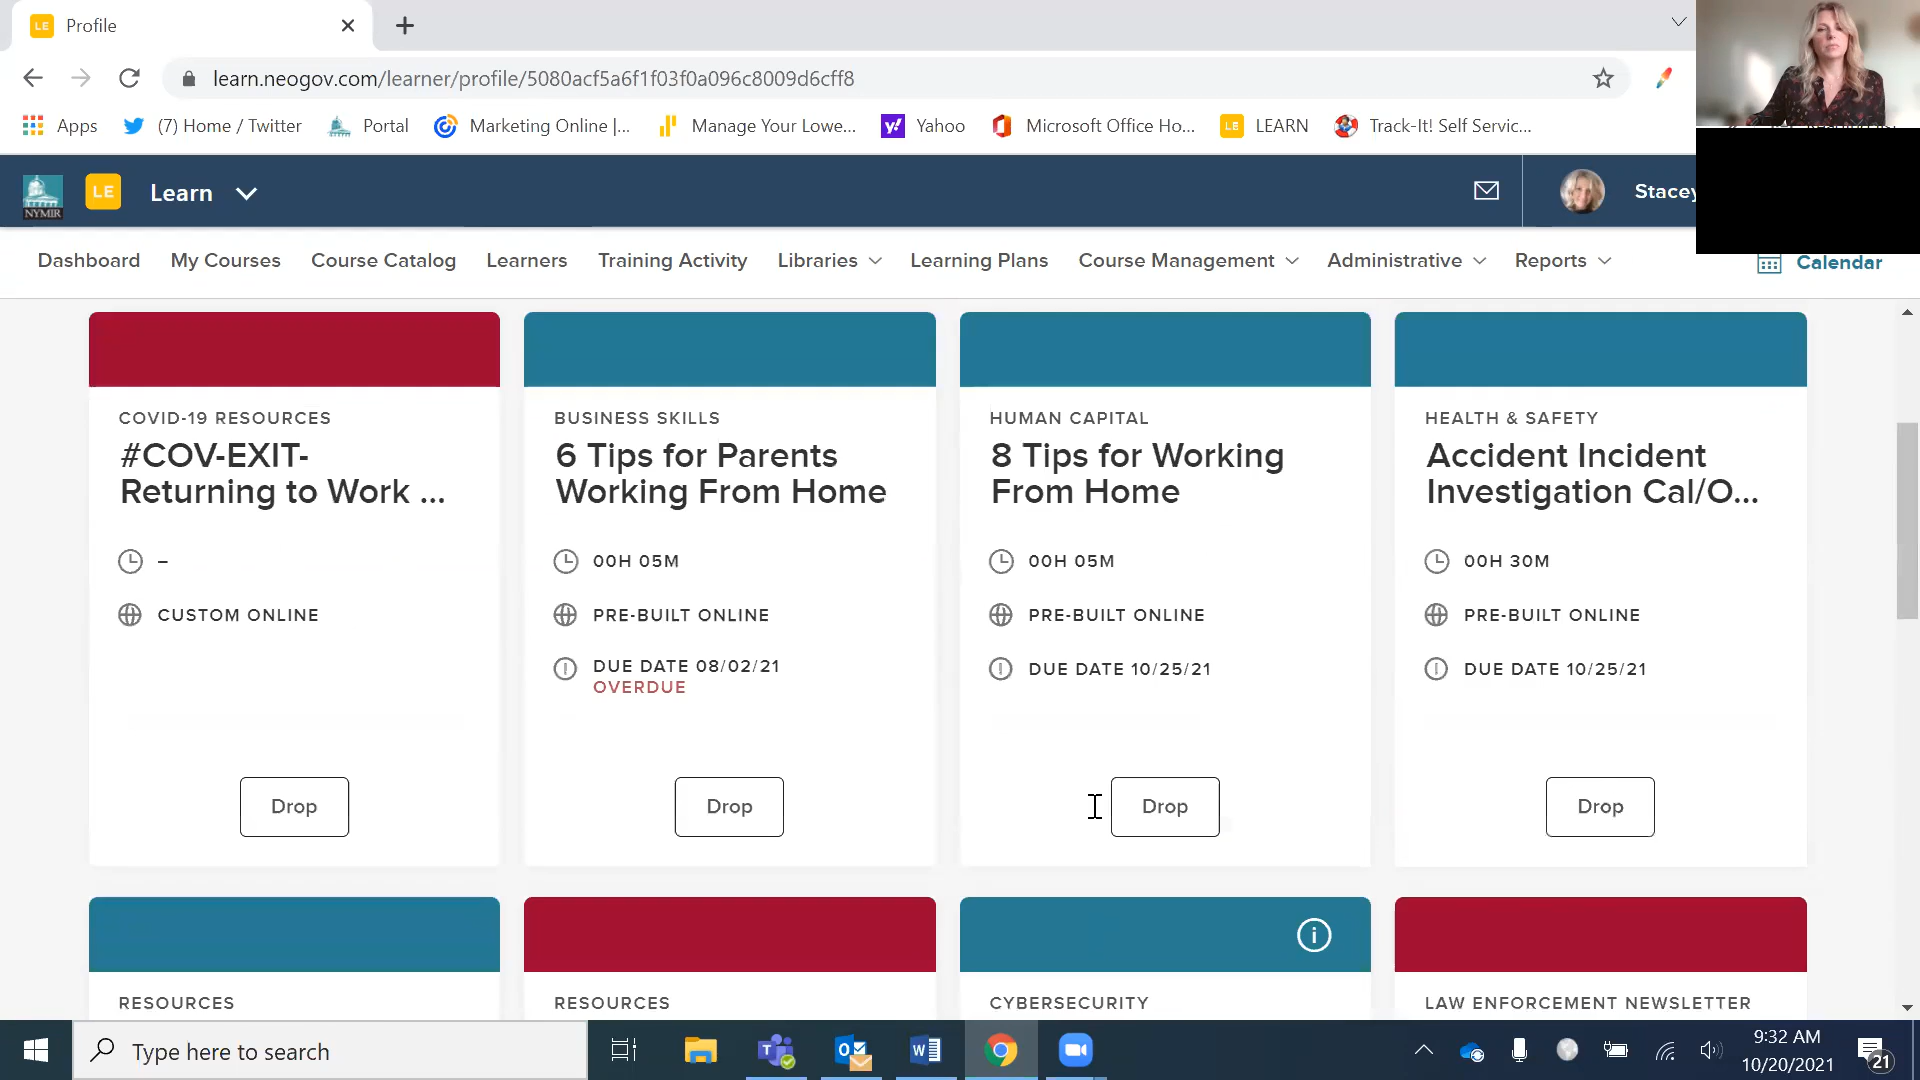 LE Profile
learn.neogov.com/learner/profile/5080acf5a6f1f03f0a096c8009d6cff8
Apps (7) Home / Twitter Portal Marketing Online |... Manage Your Lowe... Yahoo Microsoft Office Ho... LE LEARN Track-It! Self Servic...
NYMIR LE Learn Stacey
Dashboard My Courses Course Catalog Learners Training Activity Libraries Learning Plans Course Management Administrative Reports Calendar
COVID-19 RESOURCES
#COV-EXIT-
Returning to Work ...
–
CUSTOM ONLINE
Drop
BUSINESS SKILLS
6 Tips for Parents
Working From Home
00H 05M
PRE-BUILT ONLINE
DUE DATE 08/02/21
OVERDUE
Drop
HUMAN CAPITAL
8 Tips for Working
From Home
00H 05M
PRE-BUILT ONLINE
DUE DATE 10/25/21
Drop
HEALTH & SAFETY
Accident Incident
Investigation Cal/O...
00H 30M
PRE-BUILT ONLINE
DUE DATE 10/25/21
Drop
RESOURCES
RESOURCES
CYBERSECURITY
LAW ENFORCEMENT NEWSLETTER
Type here to search
9:32 AM
10/20/2021
21